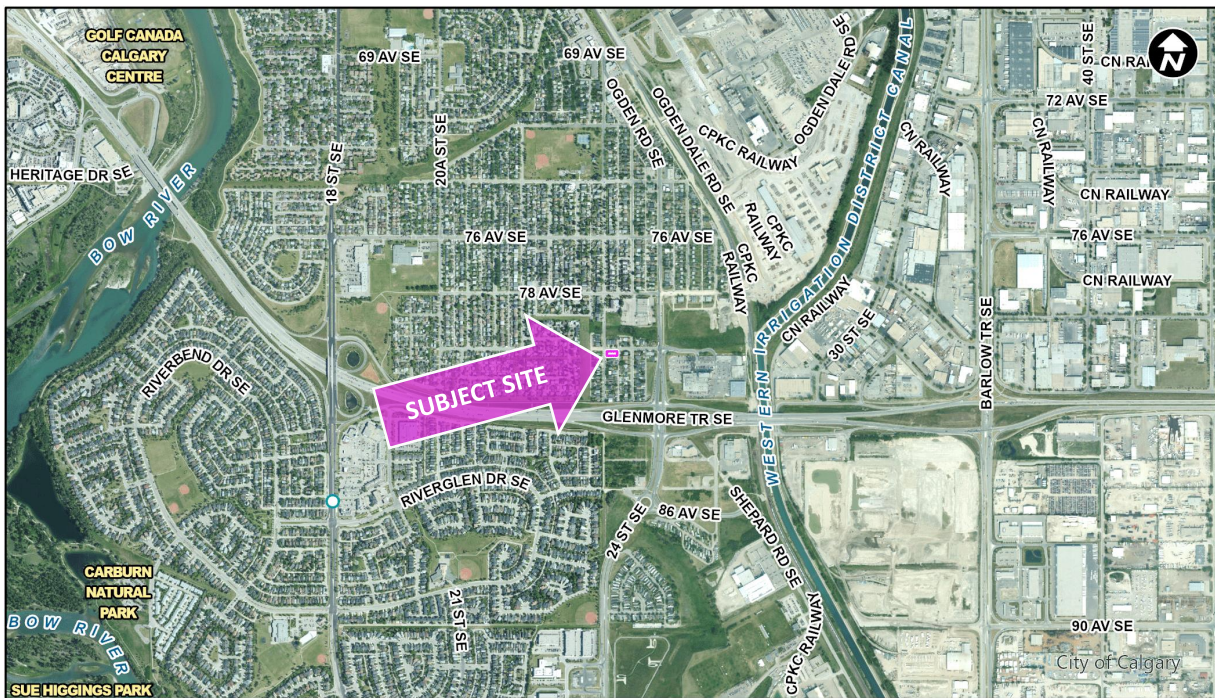 GOLF CANADA
CALGARY
CENTRE
69 AV SE
69 AV SE
OGDEN DALE RD SE
40 ST SE
CN RAI
N
72 AV SE
OGDEN RD SE
OGDEN DALE RD SE
CPKC RAILWAY
WESTERN IRRIGATION DISTRICT CANAL
CN RAILWAY
CN RAILWAY
HERITAGE DR SE
18 ST SE
20A ST SE
CN RAILWAY
BOW RIVER
76 AV SE
76 AV SE
CPKC
RAILWAY
CPKC
RAILWAY
76 AV SE
CN RAILWAY
78 AV SE
CN RAILWAY
30 ST SE
BARLOW TR SE
RIVERBEND DR SE
SUBJECT SITE
GLENMORE TR SE
RIVERGLEN DR SE
24 ST SE
86 AV SE
SHEPARD RD SE
CARBURN
NATURAL
PARK
21 ST SE
BOW RIVER
CPKC RAILWAY
90 AV SE
City of Calgary
SUE HIGGINGS PARK